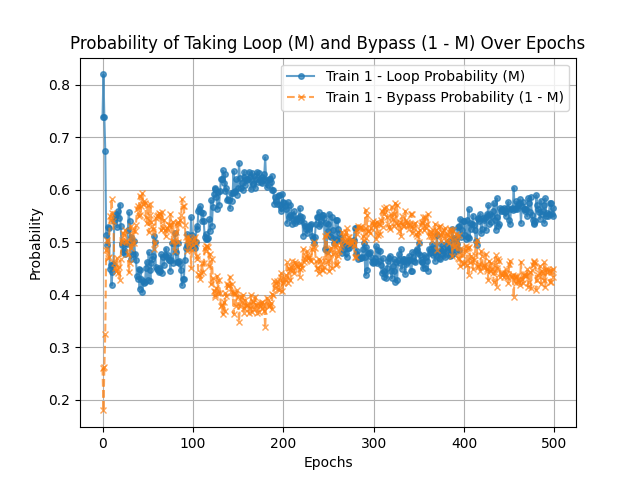 Probability of Taking Loop (M) and Bypass (1 - M) Over Epochs
Train 1 - Loop Probability (M)
Train 1 - Bypass Probability (1 - M)
Probability
0.8
0.7
0.6
0.5
0.4
0.3
0.2
0 100 200 300 400 500
Epochs